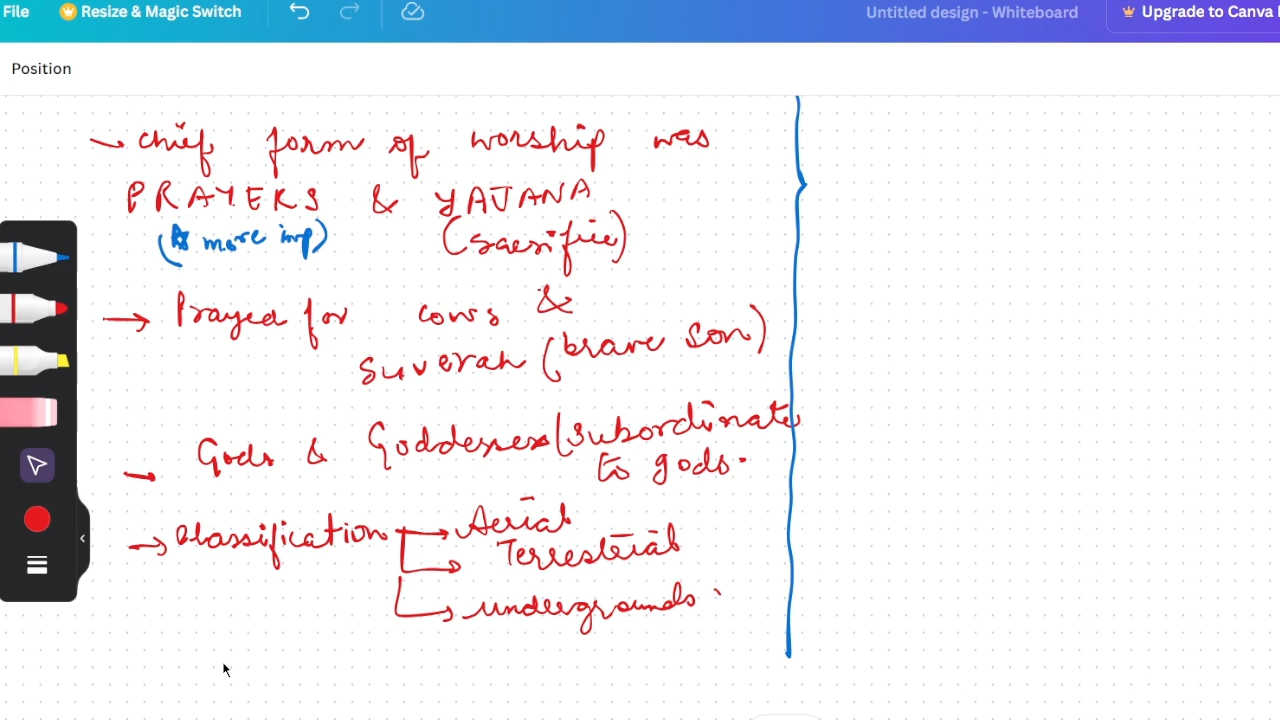 File Resize & Magic Switch Untitled design - Whiteboard Upgrade to Canva
Position
→ chief form of worship was
PRAYERS & YAJANA
(☆ more imp) (sacrifice)
→ Prayed for cows &
suverah (brave son)
→ Gods & Goddesses (subordinate
to gods.
→ classification → Aerial
→ Terrestrial
→ undergrounds.